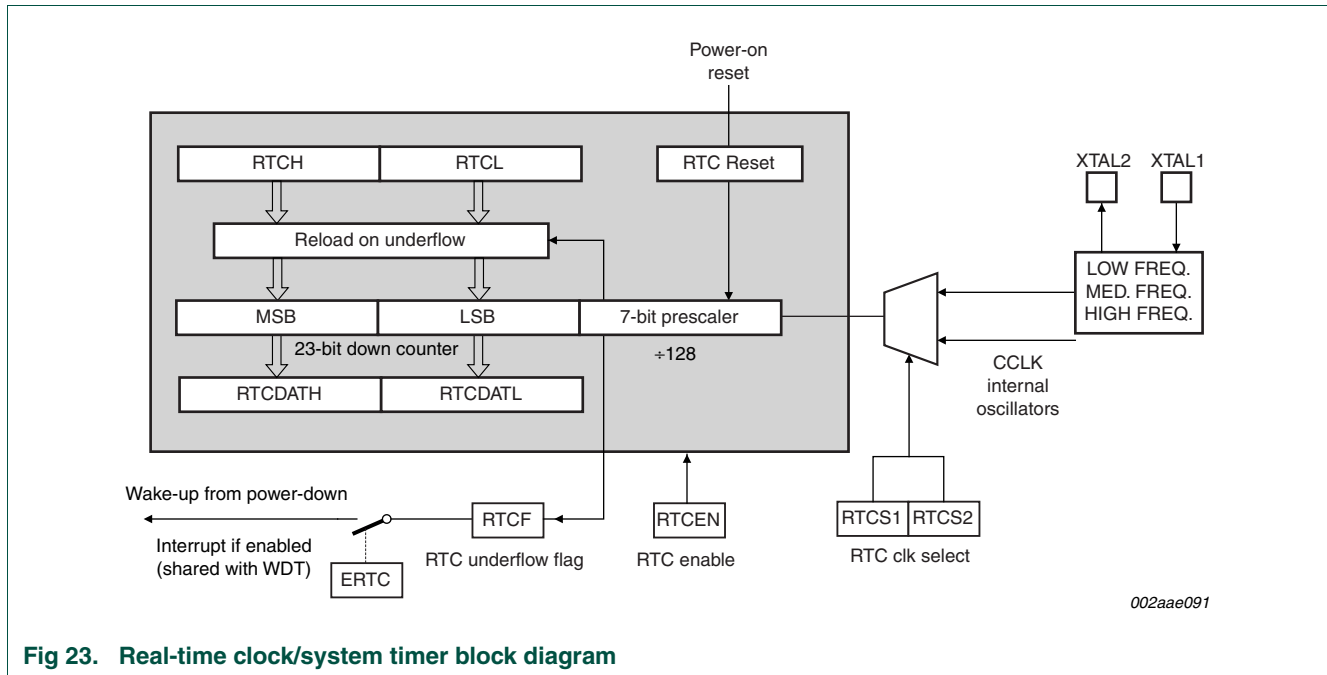 Power-on
reset
RTCH
RTCL
RTC Reset
XTAL2
XTAL1
Reload on underflow
LOW FREQ.
MED. FREQ.
HIGH FREQ.
MSB
LSB
7-bit prescaler
23-bit down counter
÷128
CCLK
internal
oscillators
RTCDATH
RTCDATL
Wake-up from power-down
RTCF
RTCEN
RTCS1
RTCS2
Interrupt if enabled
(shared with WDT)
RTC underflow flag
RTC enable
RTC clk select
ERTC
002aae091
Fig 23. Real-time clock/system timer block diagram